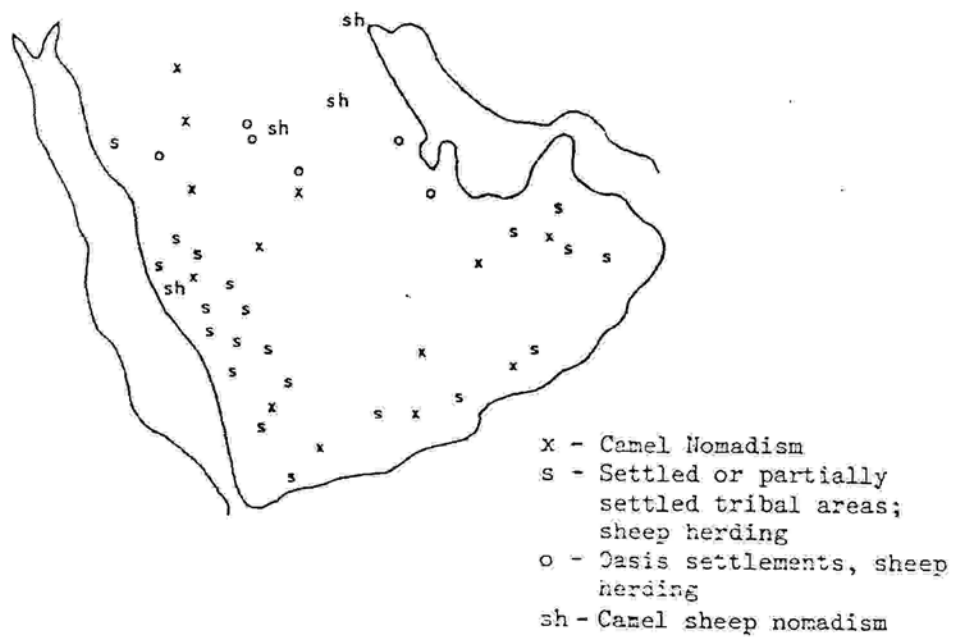 sh
x
sh
x o sh
s o o
o
o
x x o
s
s s x
x s
s s
s x
x
sh s
s s
s
s s x s
s x
s
x s
s x
s
x
s
x - Camel Nomadism
s - Settled or partially
settled tribal areas;
sheep herding
o - Oasis settlements, sheep
herding
sh - Camel sheep nomadism